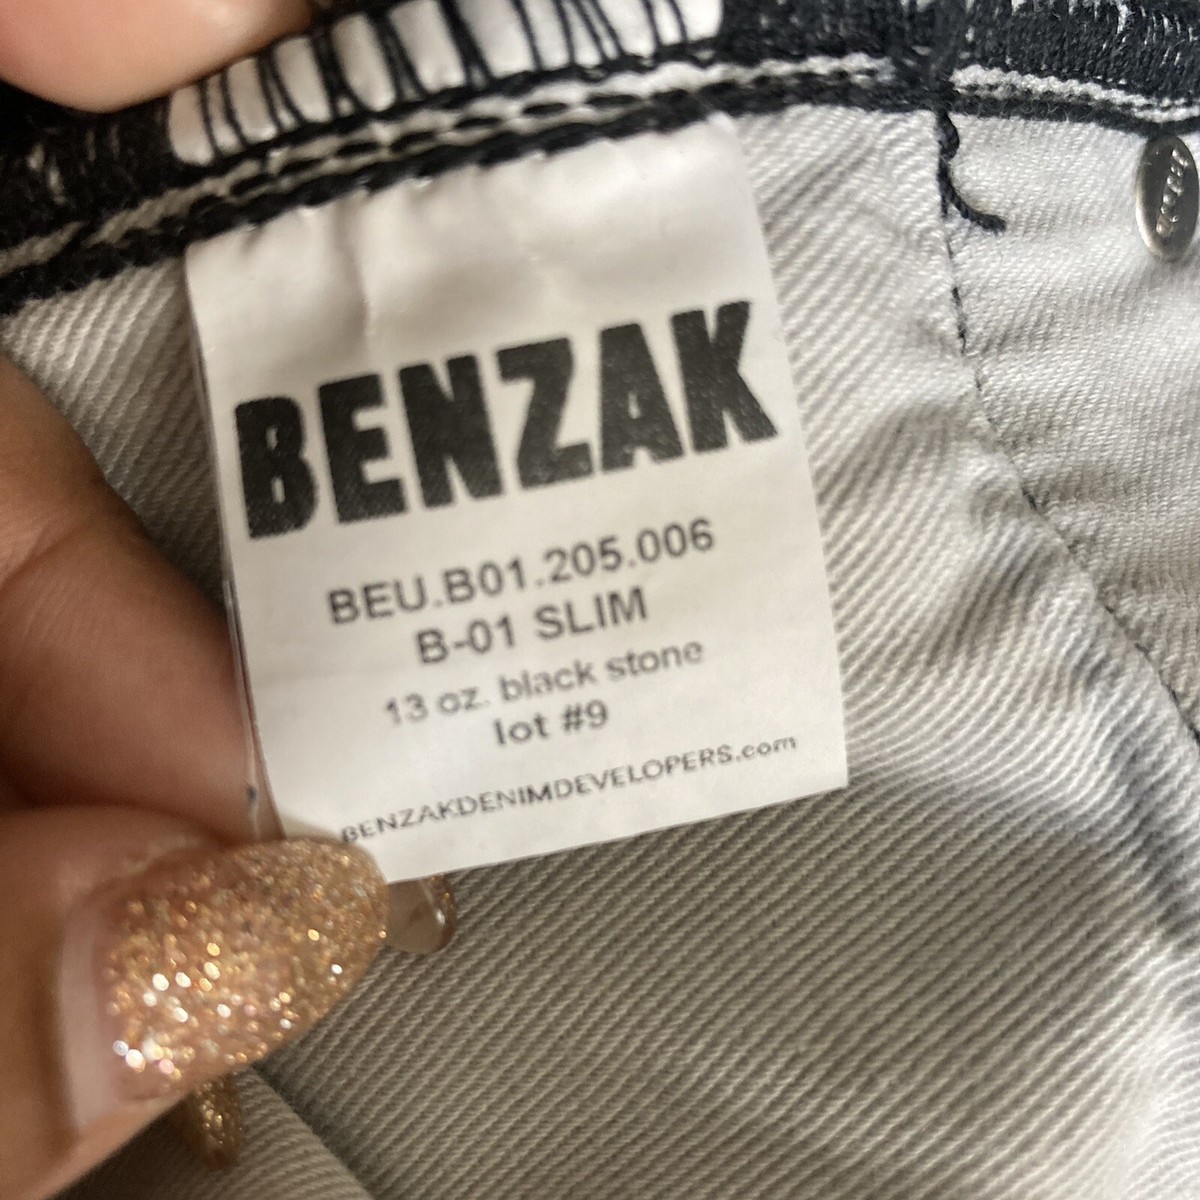 BENZAK
BEU.B01.205.006
B-01 SLIM
13 oz. black stone
lot #9
BENZAKDENIMDEVELOPERS.com